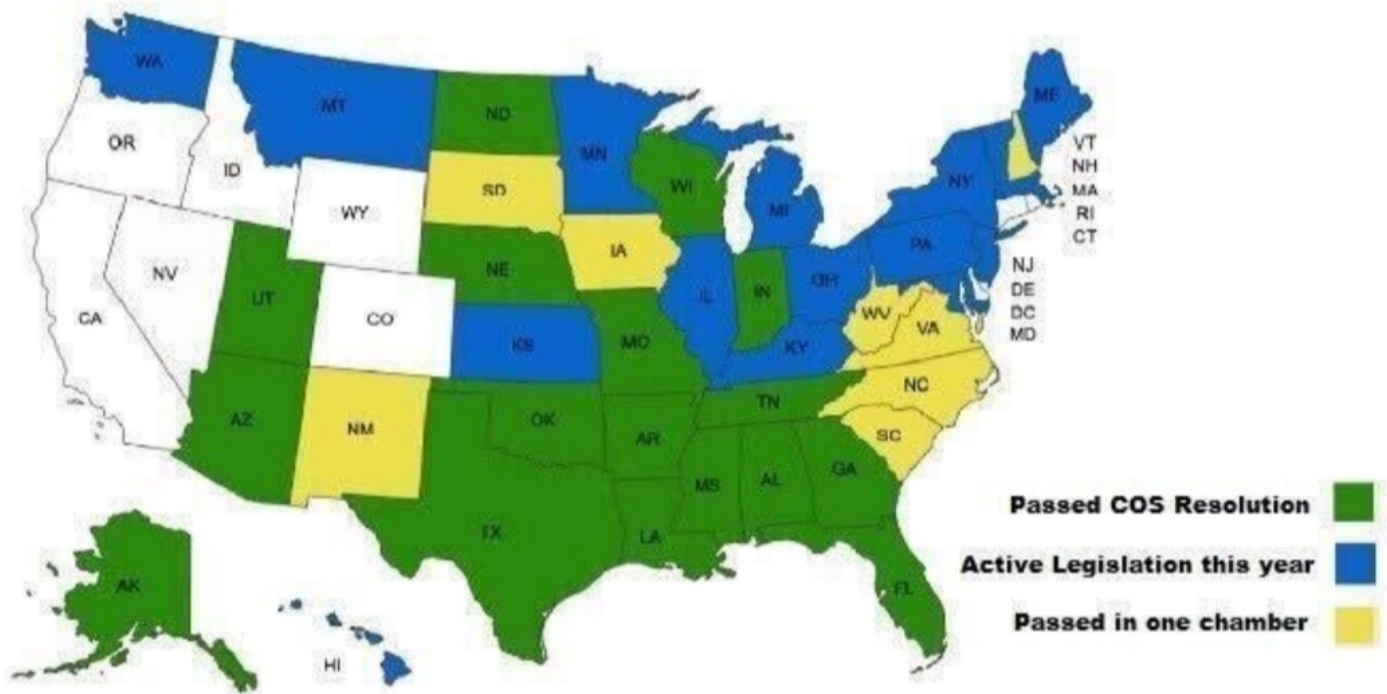 WA
MT
ND
MN
ME
OR
ID
SD
WI
NY
VT
NH
MA
RI
CT
WY
MI
IA
PA
NV
NE
IL
IN
OH
NJ
DE
DC
MD
UT
CO
WV
VA
CA
KS
MO
KY
AZ
NM
OK
AR
TN
NC
SC
TX
LA
MS
AL
GA
FL
AK
HI
Passed COS Resolution
Active Legislation this year
Passed in one chamber